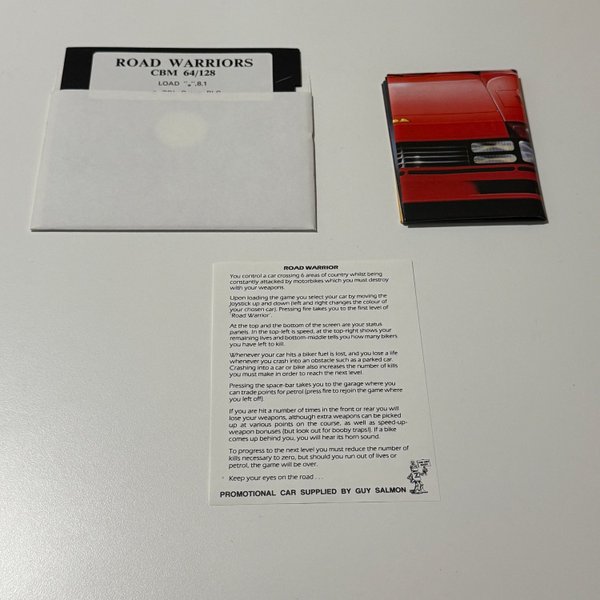 ROAD WARRIORS
CBM 64/128
LOAD "*",8,1
ROAD WARRIOR
You control a car crossing 6 areas of country whilst being
constantly attacked by motorbikes which you must destroy
with your weapons.
Upon loading the game you select your car by moving the
joystick up and down (left and right changes the colour of
your chosen car). Pressing fire takes you to the first level of
'Road Warrior'.
At the top and the bottom of the screen are your status
panels. In the top-left is speed, at the top-right shows your
remaining lives and bottom-middle tells you how many bikers
you have left to kill.
Whenever your car hits a biker fuel is lost, and you lose a life
whenever you crash into an obstacle such as a parked car.
Crashing into a car or bike also increases the number of kills
you must make in order to reach the next level.
Pressing the space-bar takes you to the garage where you
can trade points for petrol (press fire to rejoin the game where
you left off).
If you are hit a number of times in the front or rear you will
lose your weapons, although extra weapons can be picked
up at various points on the course, as well as speed-up-
weapon bonuses (but look out for booby traps!). If a bike
comes up behind you, you will hear its horn sound.
To progress to the next level you must reduce the number of
kills necessary to zero, but should you run out of lives or
petrol, the game will be over.
Keep your eyes on the road . . .
PROMOTIONAL CAR SUPPLIED BY GUY SALMON